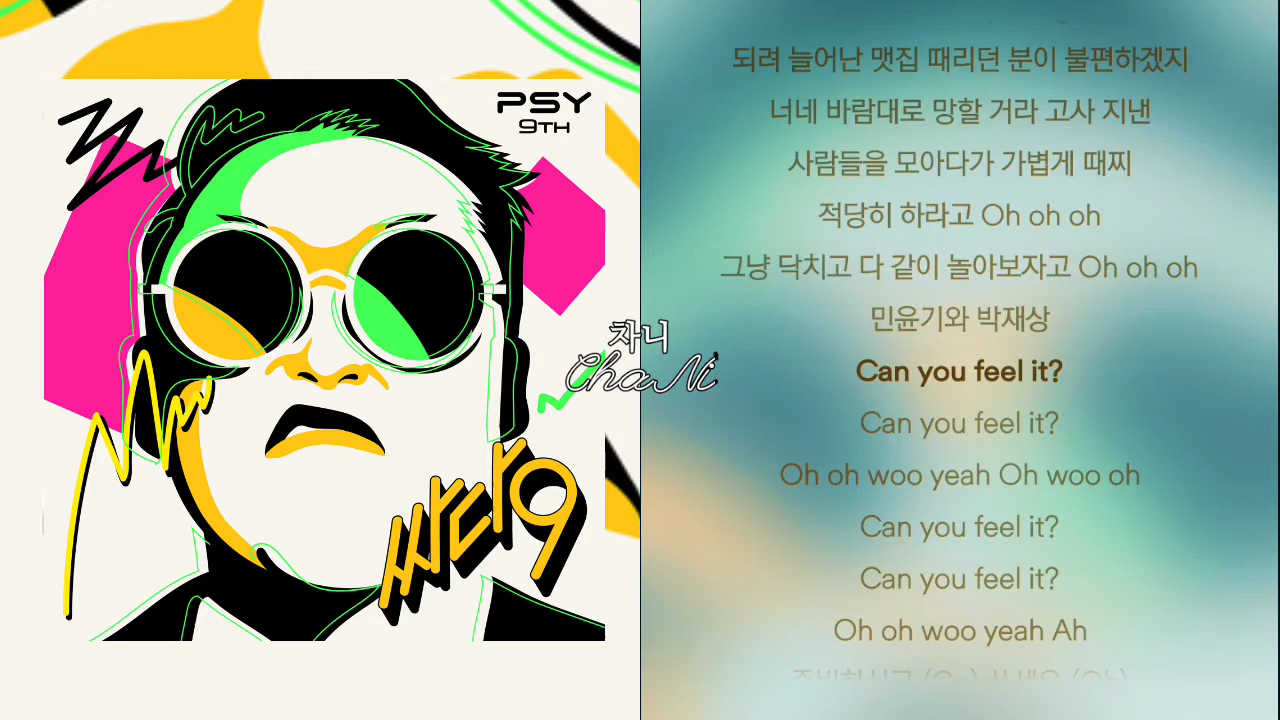 PSY
9TH
싸다9
차니
ChaNi
되려 늘어난 맷집 때리던 분이 불편하겠지
너네 바람대로 망할 거라 고사 지낸
사람들을 모아다가 가볍게 때찌
적당히 하라고 Oh oh oh
그냥 닥치고 다 같이 놀아보자고 Oh oh oh
민윤기와 박재상
Can you feel it?
Can you feel it?
Oh oh woo yeah Oh woo oh
Can you feel it?
Can you feel it?
Oh oh woo yeah Ah